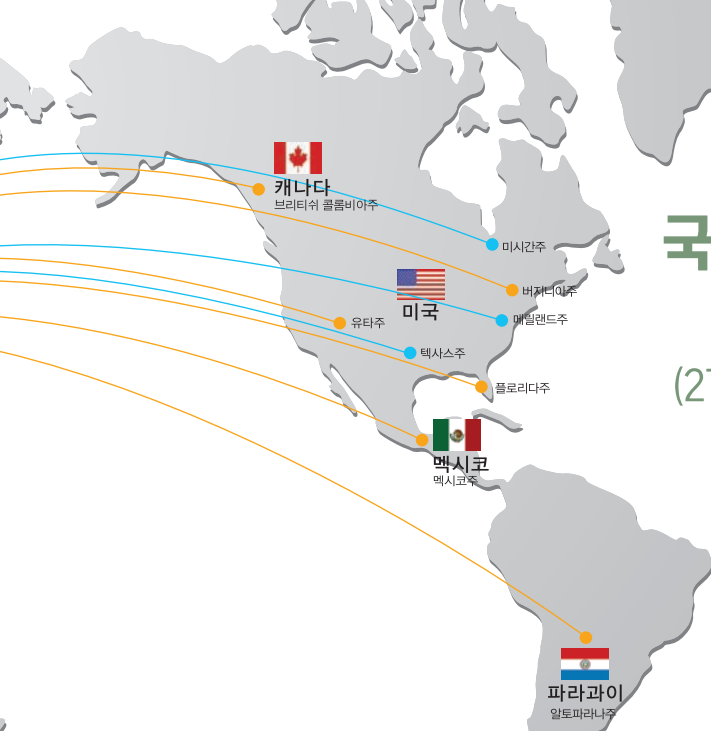 캐나다
브리티쉬 콜롬비아주
미시간주
국
버지니아주
미국
메릴랜드주
유타주
텍사스주
(27
플로리다주
멕시코
멕시코주
파라과이
알토파라나주